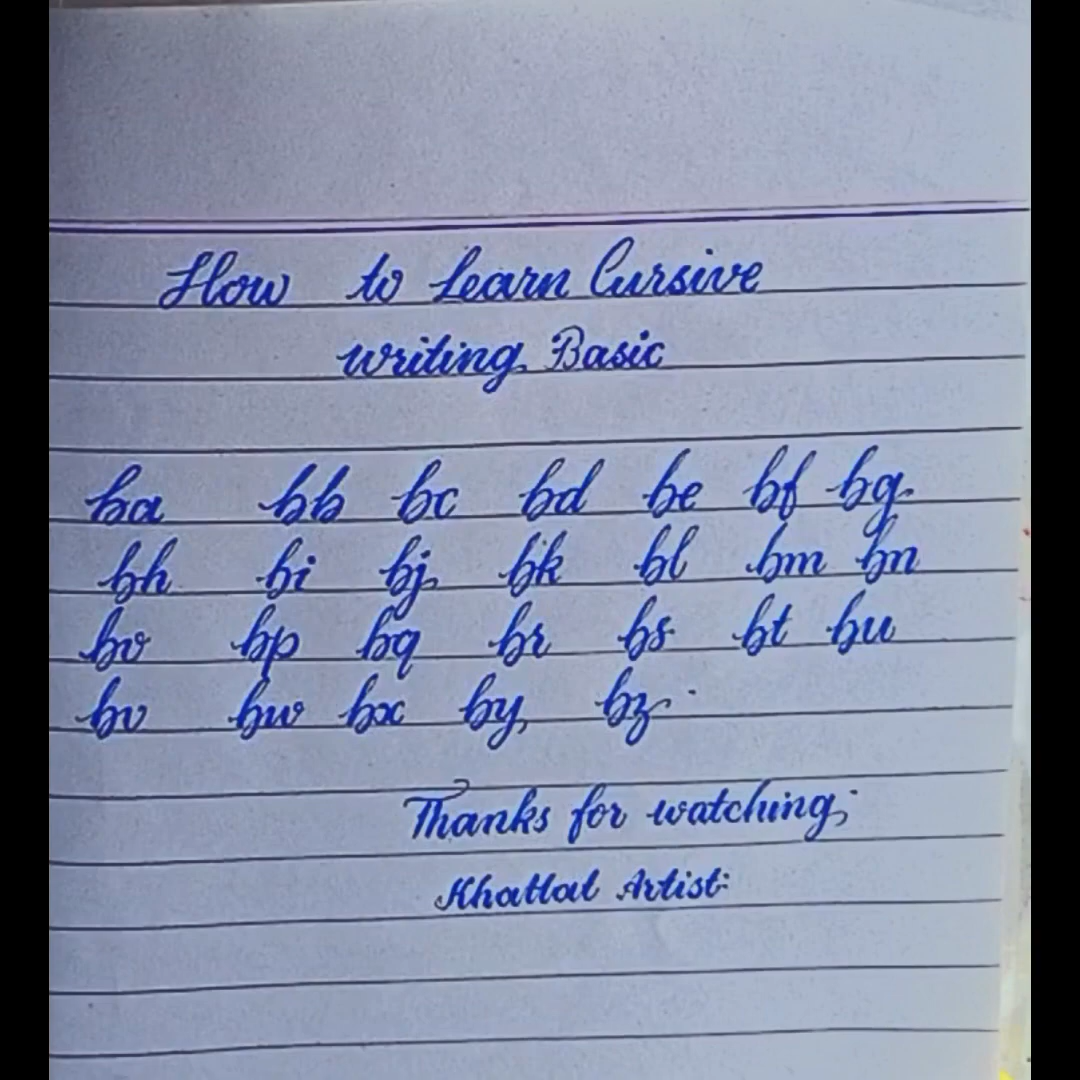 How to Learn Cursive
writing Basic
ba bb bc bd be bf bg
bh bi bj bk bl bm bn
bo bp bq br bs bt bu
bv bw bx by bz
Thanks for watching;
Artist